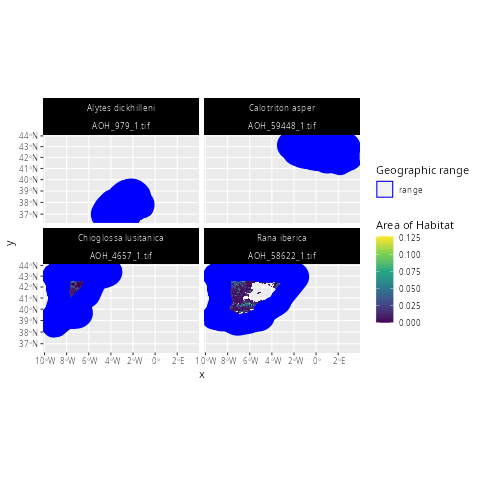 Alytes dickhilleni
Calotriton asper
AOH_979_1.tif
AOH_59448_1.tif
44°N
43°N
42°N
41°N
40°N
39°N
38°N
37°N
Chioglossa lusitanica
Rana iberica
AOH_4657_1.tif
AOH_58622_1.tif
44°N
43°N
42°N
41°N
40°N
39°N
38°N
37°N
10°W 8°W 6°W 4°W 2°W 0° 2°E
10°W 8°W 6°W 4°W 2°W 0° 2°E
x
y
Geographic range
range
Area of Habitat
0.125
0.100
0.075
0.050
0.025
0.000